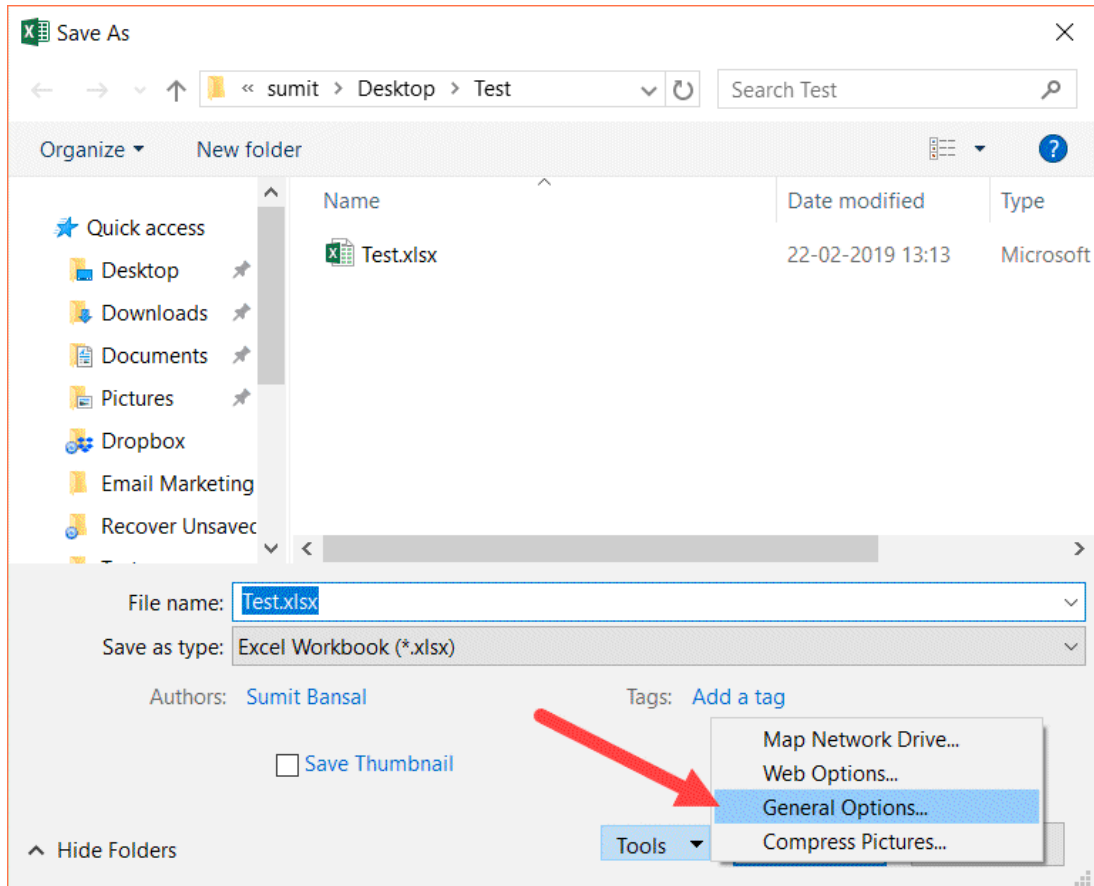 Save As
« sumit > Desktop > Test
Search Test
Organize
New folder
Name
Date modified
Type
Quick access
Test.xlsx
22-02-2019 13:13
Microsoft
Desktop
Downloads
Documents
Pictures
Dropbox
Email Marketing
Recover Unsaved
File name: Test.xlsx
Save as type: Excel Workbook (*.xlsx)
Authors: Sumit Bansal
Tags: Add a tag
Save Thumbnail
Map Network Drive...
Web Options...
General Options...
Compress Pictures...
Tools
Hide Folders